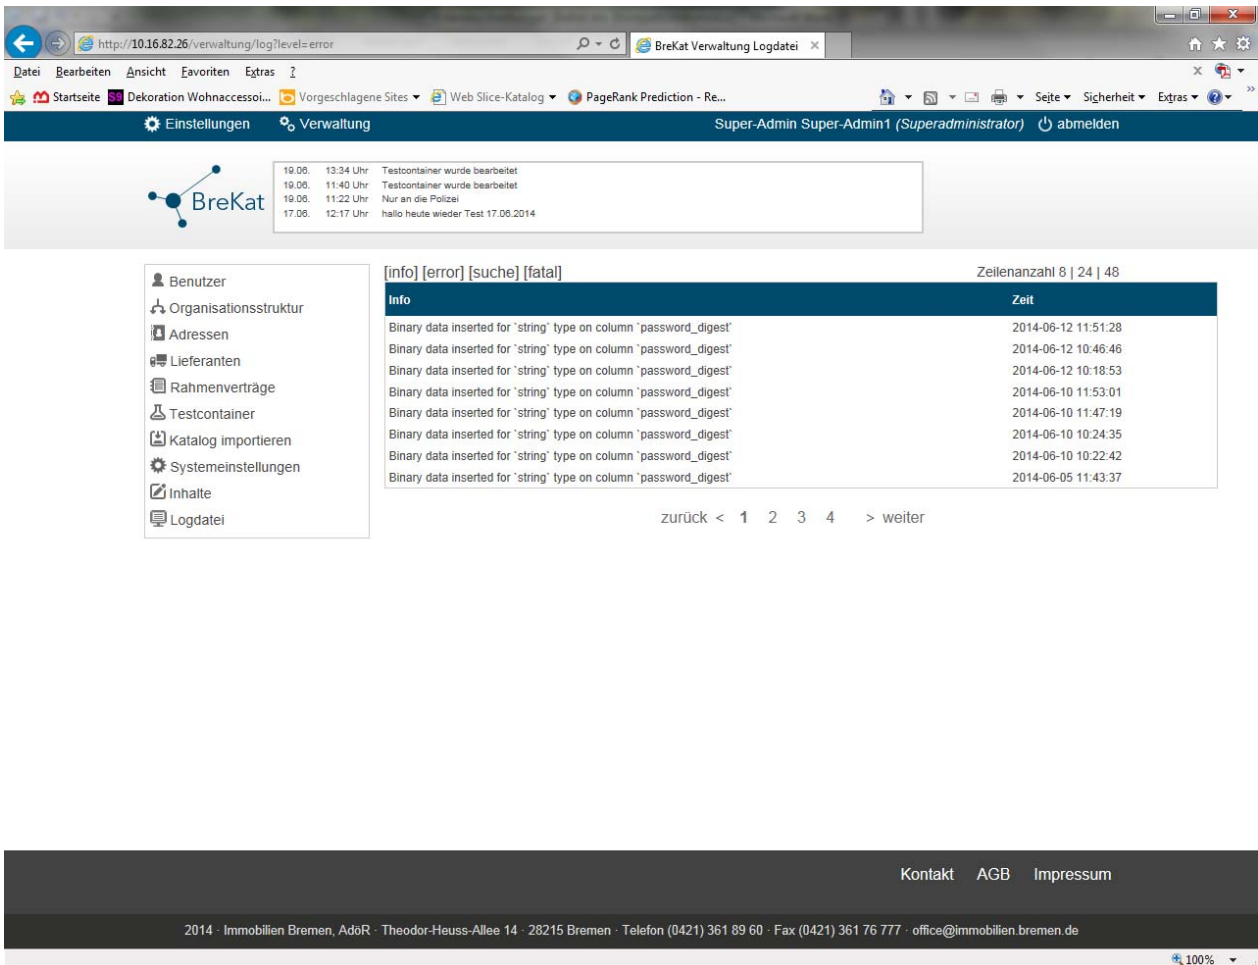 http://10.16.82.26/verwaltung/log?level=error
BreKat Verwaltung Logdatei
Datei Bearbeiten Ansicht Favoriten Extras ?
Startseite S9 Dekoration Wohnaccessoi... Vorgeschlagene Sites Web Slice-Katalog PageRank Prediction - Re... Seite Sicherheit Extras
Einstellungen Verwaltung Super-Admin Super-Admin1 (Superadministrator) abmelden
BreKat
19.06. 13:34 Uhr Testcontainer wurde bearbeitet
19.06. 11:40 Uhr Testcontainer wurde bearbeitet
19.06. 11:22 Uhr Nur an die Polizei
17.06. 12:17 Uhr hallo heute wieder Test 17.06.2014
Benutzer
Organisationsstruktur
Adressen
Lieferanten
Rahmenverträge
Testcontainer
Katalog importieren
Systemeinstellungen
Inhalte
Logdatei
[info] [error] [suche] [fatal] Zeilenanzahl 8 | 24 | 48
Info Zeit
Binary data inserted for `string` type on column `password_digest` 2014-06-12 11:51:28
Binary data inserted for `string` type on column `password_digest` 2014-06-12 10:46:46
Binary data inserted for `string` type on column `password_digest` 2014-06-12 10:18:53
Binary data inserted for `string` type on column `password_digest` 2014-06-10 11:53:01
Binary data inserted for `string` type on column `password_digest` 2014-06-10 11:47:19
Binary data inserted for `string` type on column `password_digest` 2014-06-10 10:24:35
Binary data inserted for `string` type on column `password_digest` 2014-06-10 10:22:42
Binary data inserted for `string` type on column `password_digest` 2014-06-05 11:43:37
zurück < 1 2 3 4 > weiter
Kontakt AGB Impressum
2014 · Immobilien Bremen, AdöR · Theodor-Heuss-Allee 14 · 28215 Bremen · Telefon (0421) 361 89 60 · Fax (0421) 361 76 777 · office@immobilien.bremen.de
100%